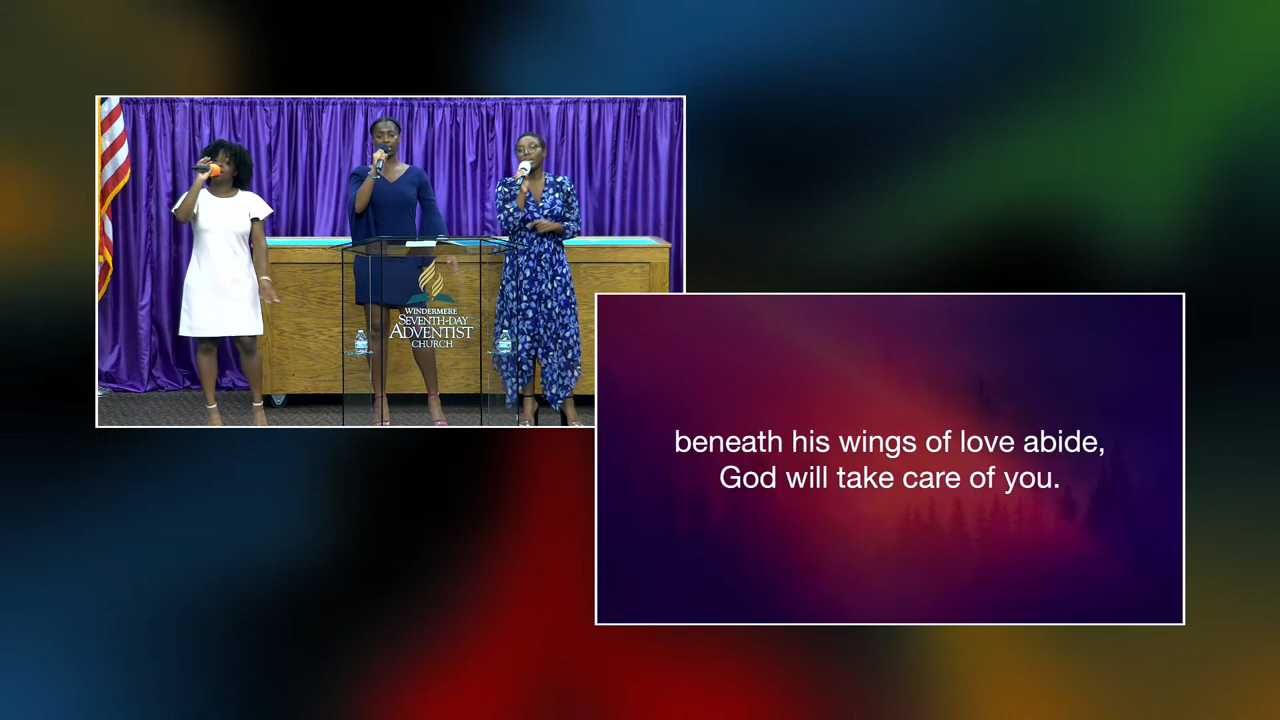 WINDERMERE
SEVENTH-DAY
ADVENTIST
CHURCH
beneath his wings of love abide,
God will take care of you.